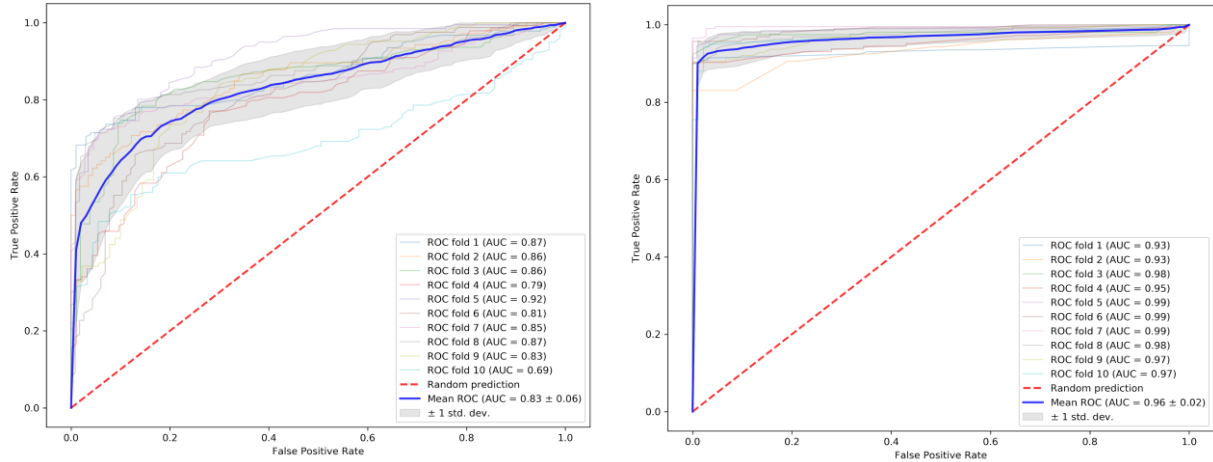 1.0
0.8
0.6
0.4
0.2
0.0
True Positive Rate
ROC fold 1 (AUC = 0.87)
ROC fold 2 (AUC = 0.86)
ROC fold 3 (AUC = 0.86)
ROC fold 4 (AUC = 0.79)
ROC fold 5 (AUC = 0.92)
ROC fold 6 (AUC = 0.81)
ROC fold 7 (AUC = 0.85)
ROC fold 8 (AUC = 0.87)
ROC fold 9 (AUC = 0.83)
ROC fold 10 (AUC = 0.69)
Random prediction
Mean ROC (AUC = 0.83 ± 0.06)
± 1 std. dev.
0.0 0.2 0.4 0.6 0.8 1.0
False Positive Rate
1.0
0.8
0.6
0.4
0.2
0.0
True Positive Rate
ROC fold 1 (AUC = 0.93)
ROC fold 2 (AUC = 0.93)
ROC fold 3 (AUC = 0.98)
ROC fold 4 (AUC = 0.95)
ROC fold 5 (AUC = 0.99)
ROC fold 6 (AUC = 0.99)
ROC fold 7 (AUC = 0.99)
ROC fold 8 (AUC = 0.98)
ROC fold 9 (AUC = 0.97)
ROC fold 10 (AUC = 0.97)
Random prediction
Mean ROC (AUC = 0.96 ± 0.02)
± 1 std. dev.
0.0 0.2 0.4 0.6 0.8 1.0
False Positive Rate